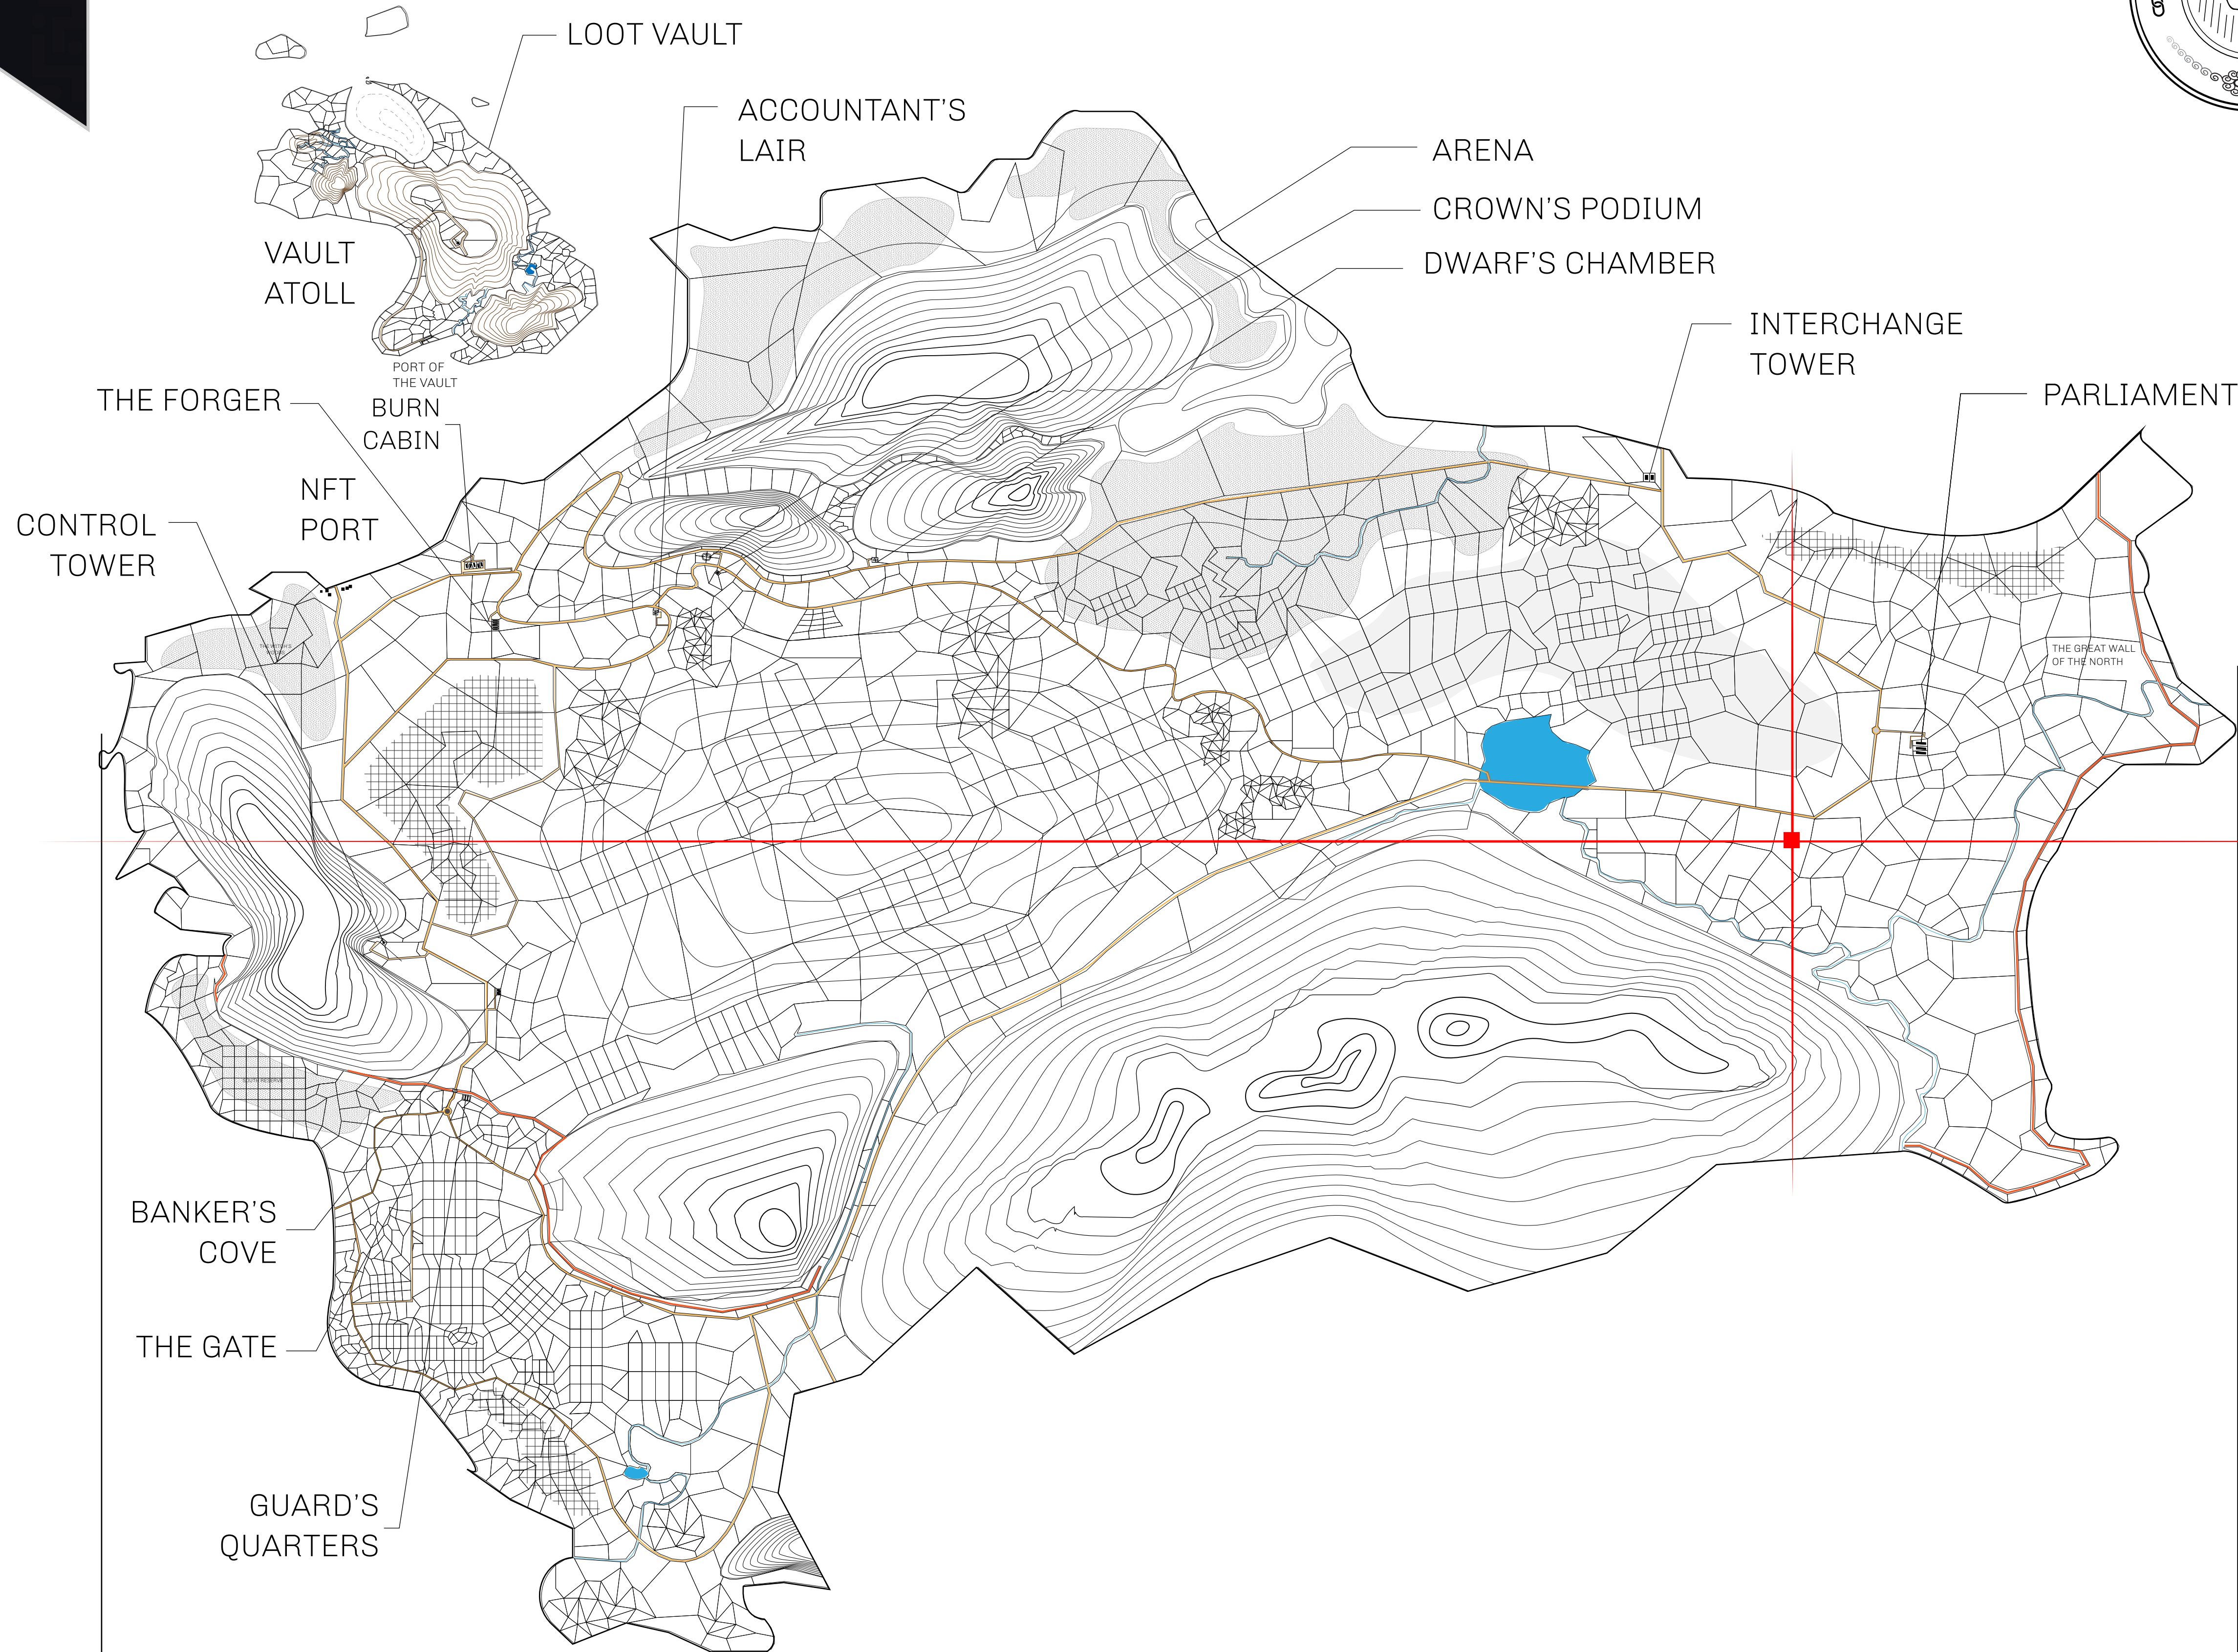 LOOT VAULT
ACCOUNTANT'S
LAIR
ARENA
CROWN'S PODIUM
DWARF'S CHAMBER
VAULT
ATOLL
INTERCHANGE
TOWER
PORT OF
THE VAULT
PARLIAMENT
THE FORGER
BURN
CABIN
NFT
PORT
CONTROL
TOWER
THE GREAT WALL
OF THE NORTH
SOUTH RESERVE
BANKER'S
COVE
THE GATE
GUARD'S
QUARTERS